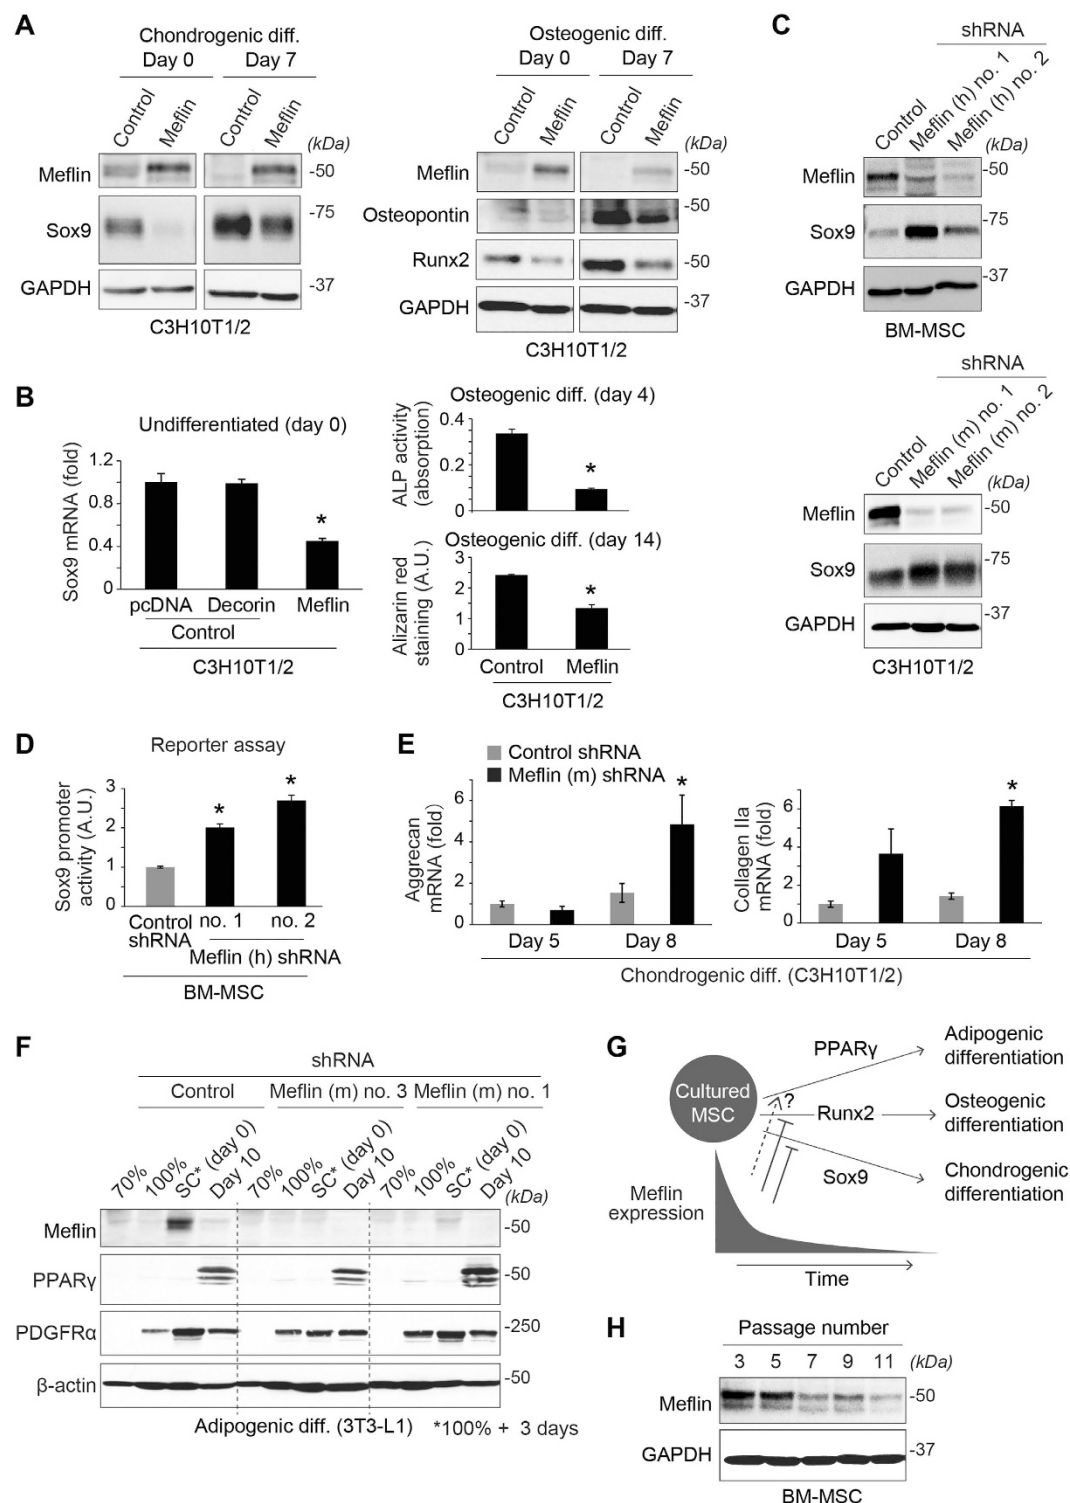 A
Chondrogenic diff.
Day 0 Day 7
Control Meflin Control Meflin
(kDa)
Meflin -50
Sox9 -75
GAPDH -37
C3H10T1/2
Osteogenic diff.
Day 0 Day 7
Control Meflin Control Meflin
(kDa)
Meflin -50
Osteopontin -50
Runx2 -50
GAPDH -37
C3H10T1/2
C
shRNA
Control Meflin (h) no. 1 Meflin (h) no. 2
(kDa)
Meflin -50
Sox9 -75
GAPDH -37
BM-MSC
shRNA
Control Meflin (m) no. 1 Meflin (m) no. 2
(kDa)
Meflin -50
Sox9 -75
GAPDH -37
C3H10T1/2
B
Undifferentiated (day 0)
Sox9 mRNA (fold)
1.2
1.0
0.4
0
*
pcDNA Decorin Meflin
Control
C3H10T1/2
Osteogenic diff. (day 4)
ALP activity
(absorption)
0.4
0.2
0
*
Osteogenic diff. (day 14)
Alizarin red
staining (A.U.)
3
2
1
0
*
Control Meflin
C3H10T1/2
D
Reporter assay
Sox9 promoter
activity (A.U.)
3
2
1
0
* *
Control
shRNA
no. 1 no. 2
Meflin (h) shRNA
BM-MSC
E
Control shRNA
Meflin (m) shRNA
Aggrecan
mRNA (fold)
6
4
2
0
*
Day 5 Day 8
Collagen IIa
mRNA (fold)
6
4
2
0
*
Day 5 Day 8
Chondrogenic diff. (C3H10T1/2)
F
shRNA
Control Meflin (m) no. 3 Meflin (m) no. 1
70% 100% SC* (day 0) Day 10 70% 100% SC* (day 0) Day 10 70% 100% SC* (day 0) Day 10
(kDa)
Meflin -50
PPARγ -50
PDGFRα -250
β-actin -50
Adipogenic diff. (3T3-L1) *100% + 3 days
G
Cultured
MSC
PPARγ
Adipogenic
differentiation
?
Runx2
Osteogenic
differentiation
Sox9
Chondrogenic
differentiation
Meflin
expression
Time
H
Passage number
3 5 7 9 11 (kDa)
Meflin -50
GAPDH -37
BM-MSC